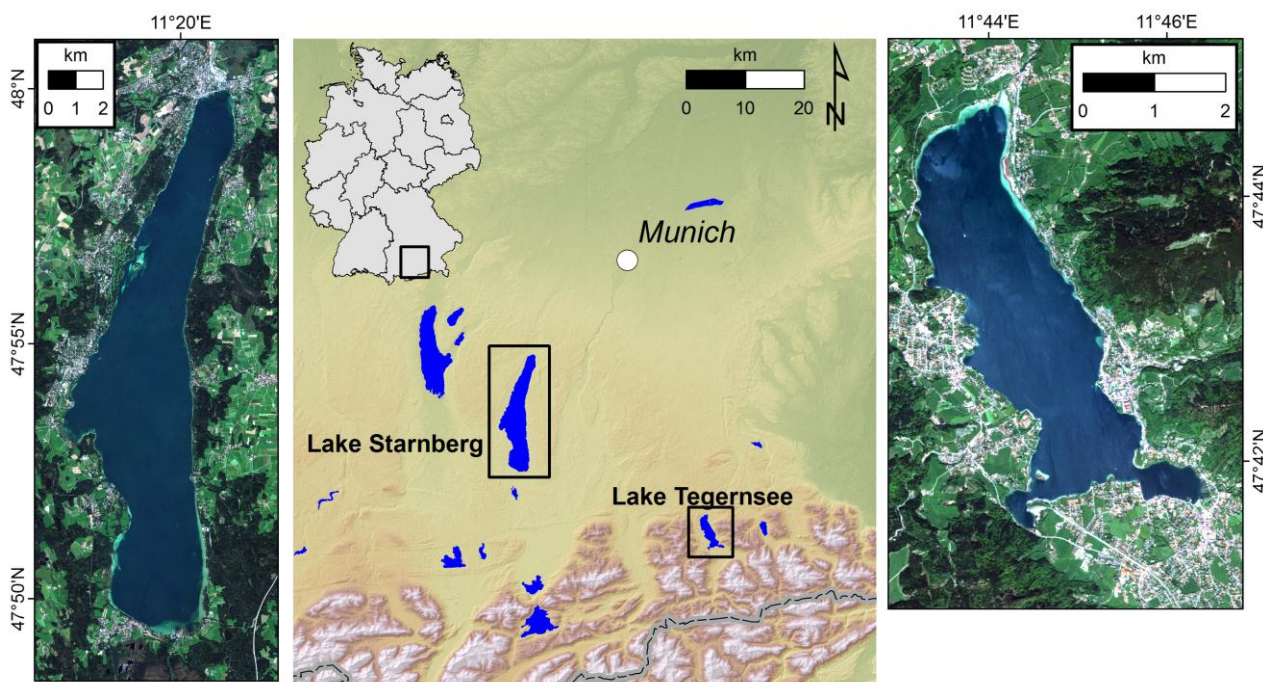 11°20'E
km
0 1 2
48°N
47°55'N
47°50'N
km
0 10 20
N
Munich
Lake Starnberg
Lake Tegernsee
11°44'E
11°46'E
km
0 1 2
47°44'N
47°42'N